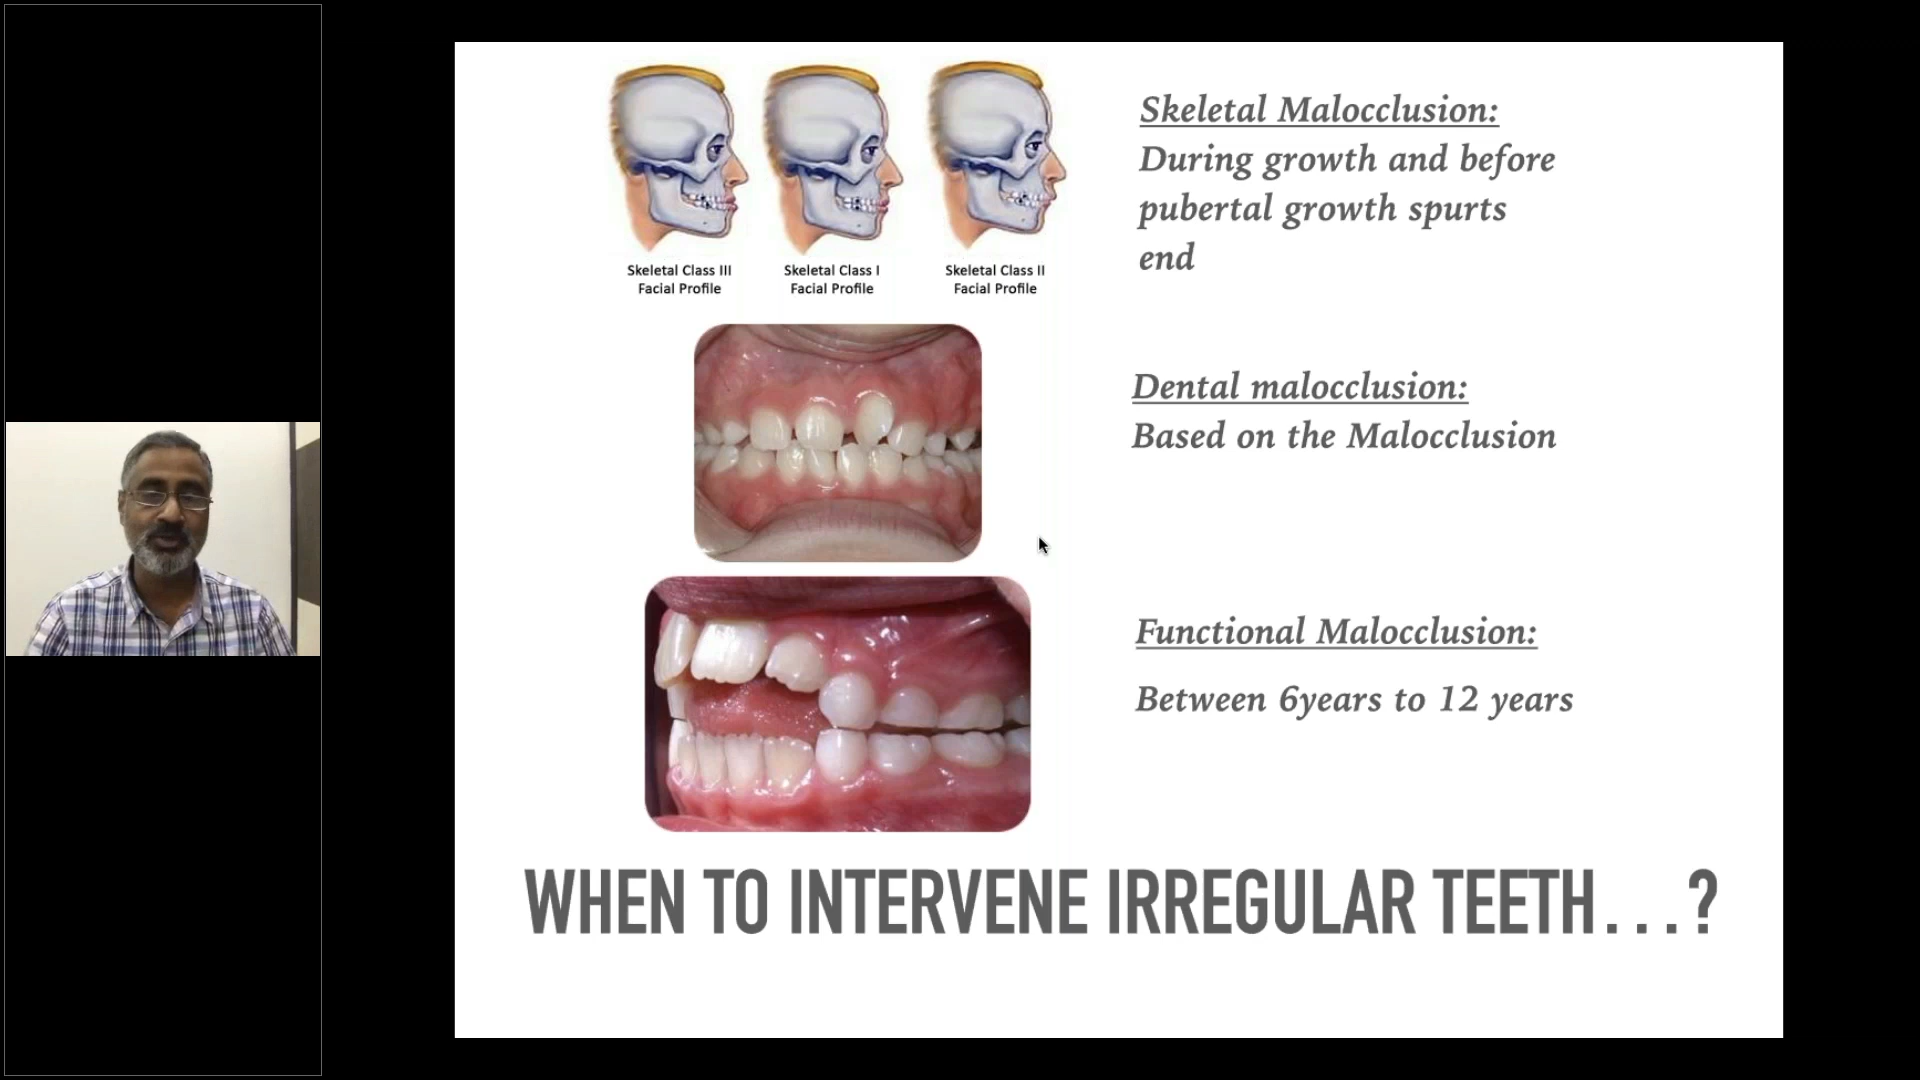 Skeletal Class III
Facial Profile
Skeletal Class I
Facial Profile
Skeletal Class II
Facial Profile
Skeletal Malocclusion:
During growth and before
pubertal growth spurts
end
Dental malocclusion:
Based on the Malocclusion
Functional Malocclusion:
Between 6years to 12 years
WHEN TO INTERVENE IRREGULAR TEETH...?